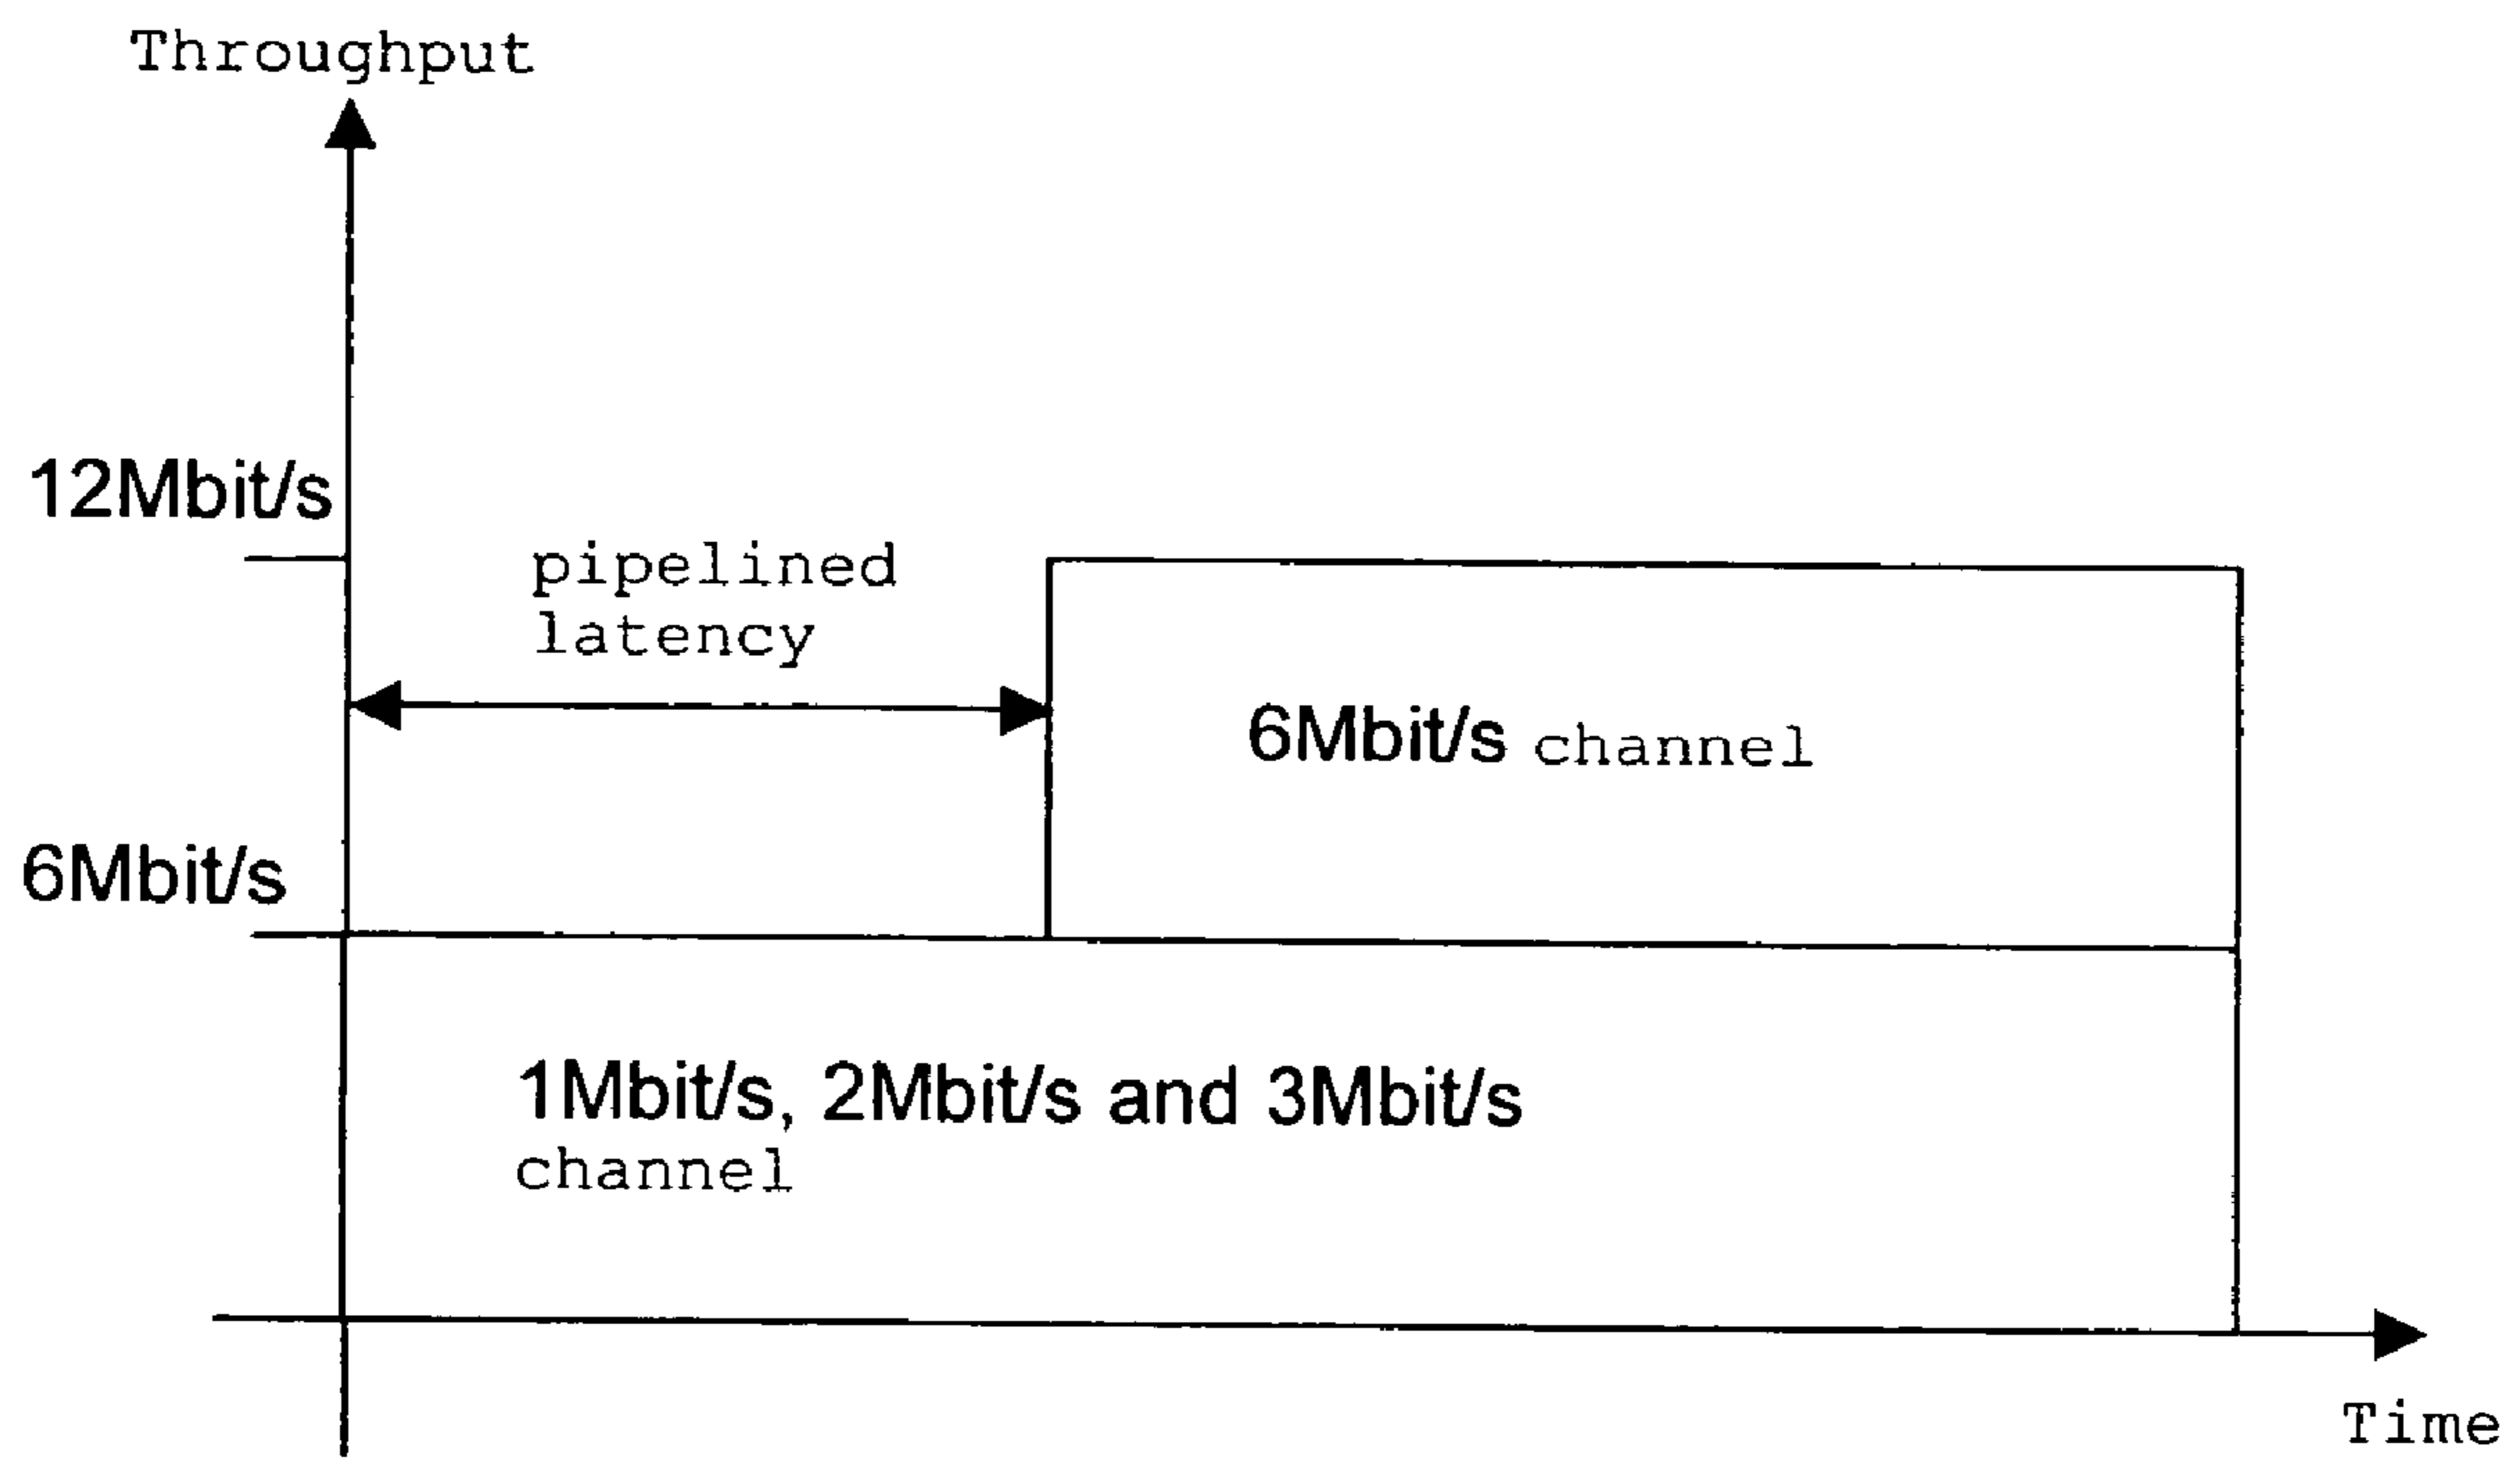 Throughput
12Mbit/s
pipelined
latency
6Mbit/s channel
6Mbit/s
1Mbit/s, 2Mbit/s and 3Mbit/s
channel
Time